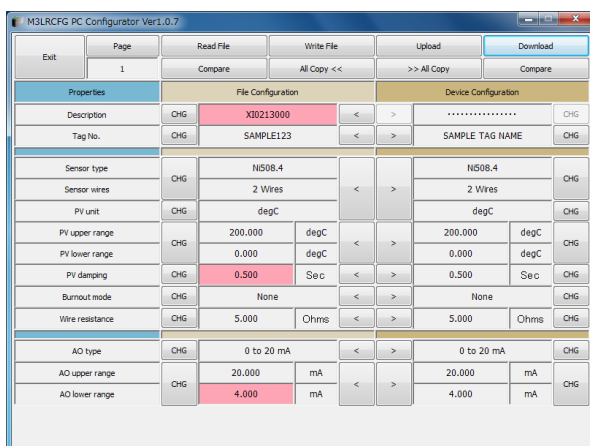 M3LRCFG PC Configurator Ver1.0.7
Exit Page Read File Write File Upload Download
1 Compare All Copy << >> All Copy Compare
Properties File Configuration Device Configuration
Description CHG XI0213000 < > ················ CHG
Tag No. CHG SAMPLE123 < > SAMPLE TAG NAME CHG
Sensor type CHG Ni508.4 < > Ni508.4 CHG
Sensor wires 2 Wires 2 Wires
PV unit CHG degC degC CHG
PV upper range CHG 200.000 degC < > 200.000 degC CHG
PV lower range 0.000 degC 0.000 degC
PV damping CHG 0.500 Sec < > 0.500 Sec CHG
Burnout mode CHG None < > None CHG
Wire resistance CHG 5.000 Ohms < > 5.000 Ohms CHG
AO type CHG 0 to 20 mA < > 0 to 20 mA CHG
AO upper range CHG 20.000 mA < > 20.000 mA CHG
AO lower range 4.000 mA 4.000 mA